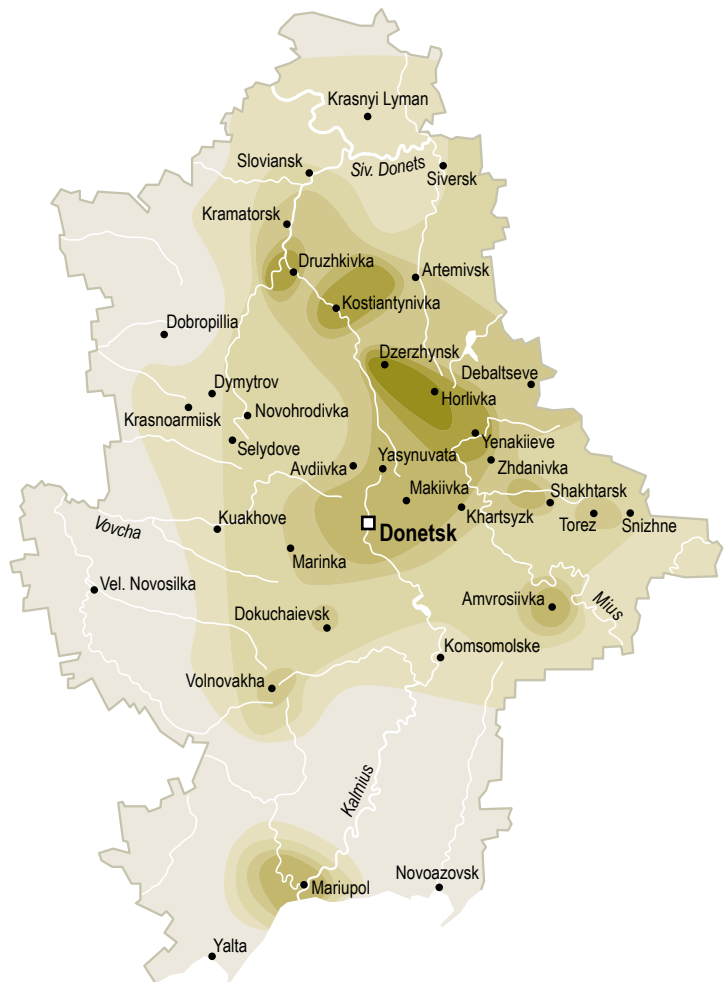 Krasnyi Lyman
Sloviansk
Siv. Donets
Siversk
Kramatorsk
Druzhkivka
Artemivsk
Kostiantynivka
Dobropillia
Dzerzhynsk
Debaltseve
Dymytrov
Horlivka
Krasnoarmiisk
Novohrodivka
Yenakiieve
Selydove
Avdiivka
Yasynuvata
Zhdanivka
Makiivka
Shakhtarsk
Kuakhove
Khartsyzk
Torez
Snizhne
Vovcha
Donetsk
Marinka
Vel. Novosilka
Amvrosiivka
Mius
Dokuchaievsk
Komsomolske
Volnovakha
Kalmius
Novoazovsk
Mariupol
Yalta